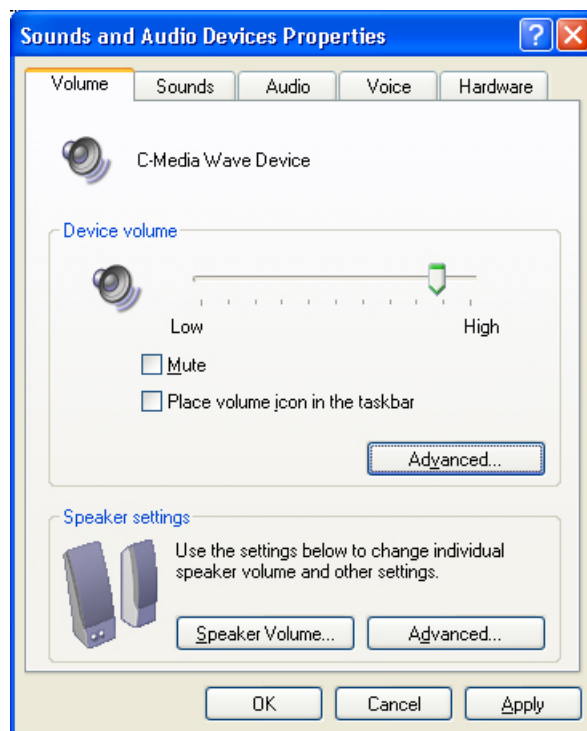 Sounds and Audio Devices Properties
Volume Sounds Audio Voice Hardware
C-Media Wave Device
Device volume
Low High
Mute
Place volume icon in the taskbar
Advanced...
Speaker settings
Use the settings below to change individual
speaker volume and other settings.
Speaker Volume... Advanced...
OK Cancel Apply